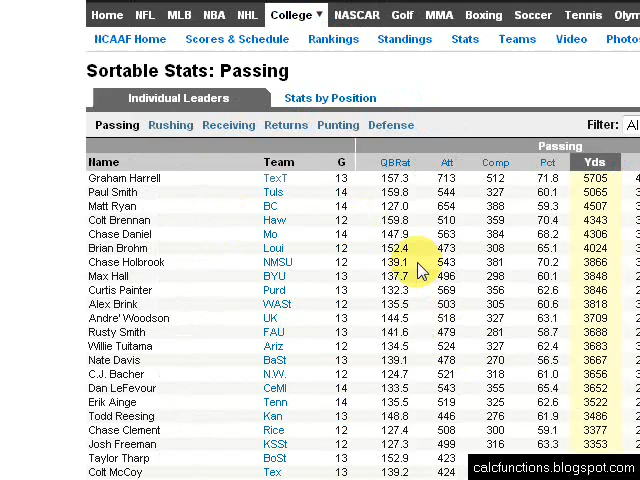 Home NFL MLB NBA NHL College ▼ NASCAR Golf MMA Boxing Soccer Tennis
NCAAF Home Scores & Schedule Rankings Standings Stats Teams Video
Sortable Stats: Passing
Individual Leaders Stats by Position
Passing Rushing Receiving Returns Punting Defense Filter: Al
Passing
Name Team G QBRat Att Comp Pct Yds
Graham Harrell TexT 13 157.3 713 512 71.8 5705
Paul Smith Tuls 14 159.8 544 327 60.1 5065
Matt Ryan BC 14 127.0 654 388 59.3 4507
Colt Brennan Haw 12 159.8 510 359 70.4 4343
Chase Daniel Mo 14 147.9 563 384 68.2 4306
Brian Brohm Loui 12 152.4 473 308 65.1 4024
Chase Holbrook NMSU 12 139.1 543 381 70.2 3866
Max Hall BYU 13 137.7 496 298 60.1 3848
Curtis Painter Purd 13 132.3 569 356 62.6 3846
Alex Brink WASt 12 135.5 503 305 60.6 3818
Andre' Woodson UK 13 144.5 518 327 63.1 3709
Rusty Smith FAU 13 141.6 479 281 58.7 3688
Willie Tuitama Ariz 12 134.5 524 327 62.4 3683
Nate Davis BaSt 13 139.1 478 270 56.5 3667
C.J. Bacher N.W. 12 124.7 521 318 61.0 3656
Dan LeFevour CeMI 14 133.5 543 355 65.4 3652
Erik Ainge Tenn 14 135.5 519 325 62.6 3522
Todd Reesing Kan 13 148.8 446 276 61.9 3486
Chase Clement Rice 12 127.4 508 300 59.1 3377
Josh Freeman KSSt 12 127.3 499 316 63.3 3353
Taylor Tharp BoSt 13 152.9 423
Colt McCoy Tex 13 139.2 424
calcfunctions.blogspot.com